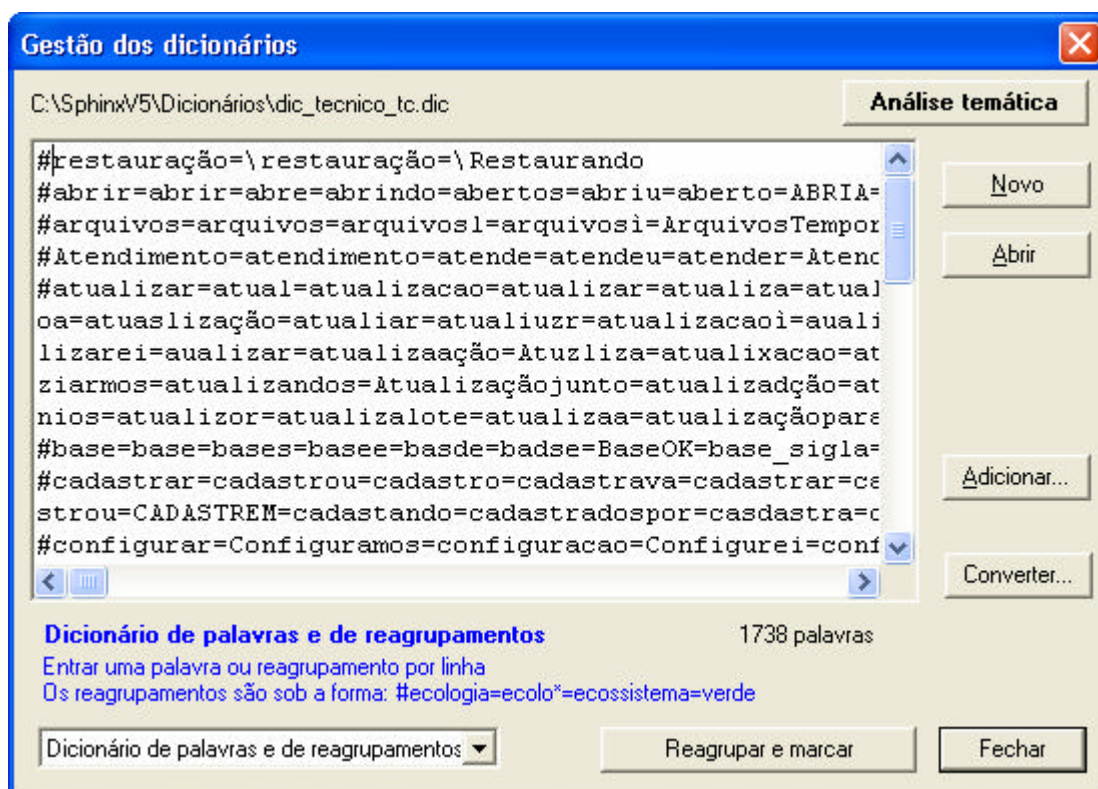 Gestão dos dicionários
C:\SphinxV5\Dicionários\dic_tecnico_tc.dic
Análise temática
#restauração=\restauração=\Restaurando
#abrir=abrir=abre=abrindo=abertos=abriu=aberto=ABRIA=
#arquivos=arquivos=arquivosl=arquivosì=ArquivosTempor
#Atendimento=atendimento=atende=atendeu=atender=Atend
#atualizar=atual=atualizacao=atualizar=atualiza=atual
oa=atuaslização=atualiar=atualiuzr=atualizacaoì=auali
lizarei=aualizar=atualizaação=Atuzliza=atualixacao=at
ziarmos=atualizandos=Atualizaçãojunto=atualizadção=at
nios=atualizor=atualizalote=atualizaa=atualizaçãopara
#base=base=bases=basee=basde=badse=BaseOK=base_sigla=
#cadastrar=cadastrou=cadastro=cadastrava=cadastrar=ca
strou=CADASTREM=cadastando=cadastradospor=casdastra=c
#configurar=Configuramos=configuracao=Configurei=conf
Novo
Abrir
Adicionar...
Converter...
Dicionário de palavras e de reagrupamentos
1738 palavras
Entrar uma palavra ou reagrupamento por linha
Os reagrupamentos são sob a forma: #ecologia=ecolo*=ecossistema=verde
Dicionário de palavras e de reagrupamentos
Reagrupar e marcar
Fechar